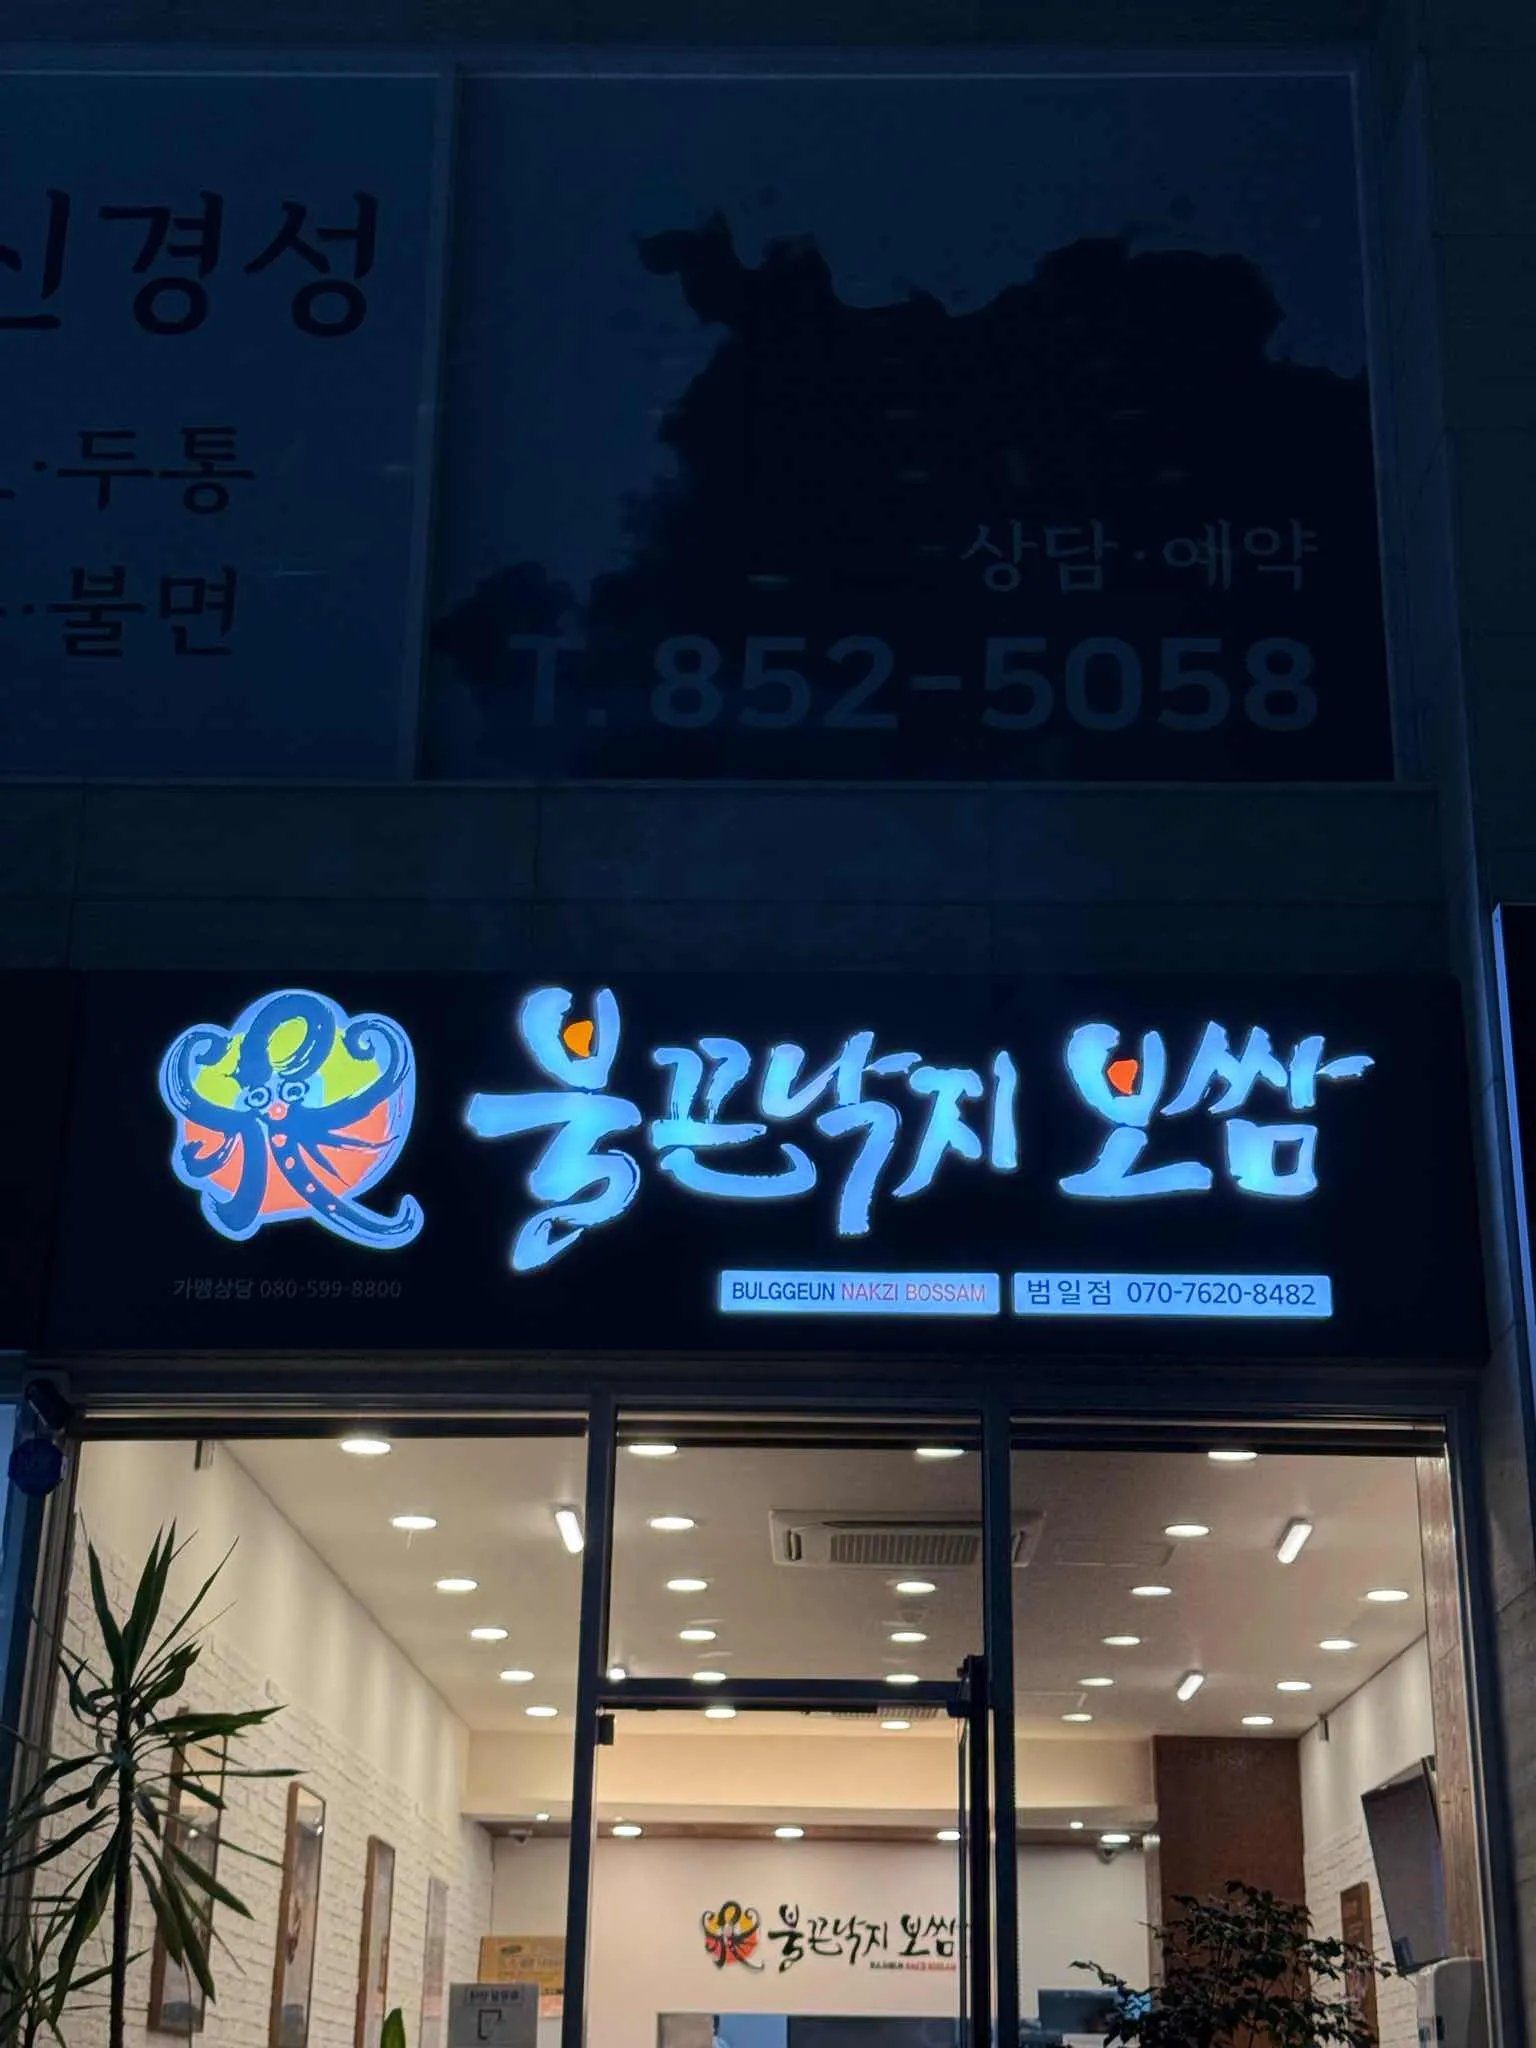 신경성
·두통
·불면
상담·예약
T. 852-5058
불끈낙지 보쌈
가맹상담 080-599-8800
BULGGEUN NAKZI BOSSAM
범일점 070-7620-8482
불끈낙지 보쌈